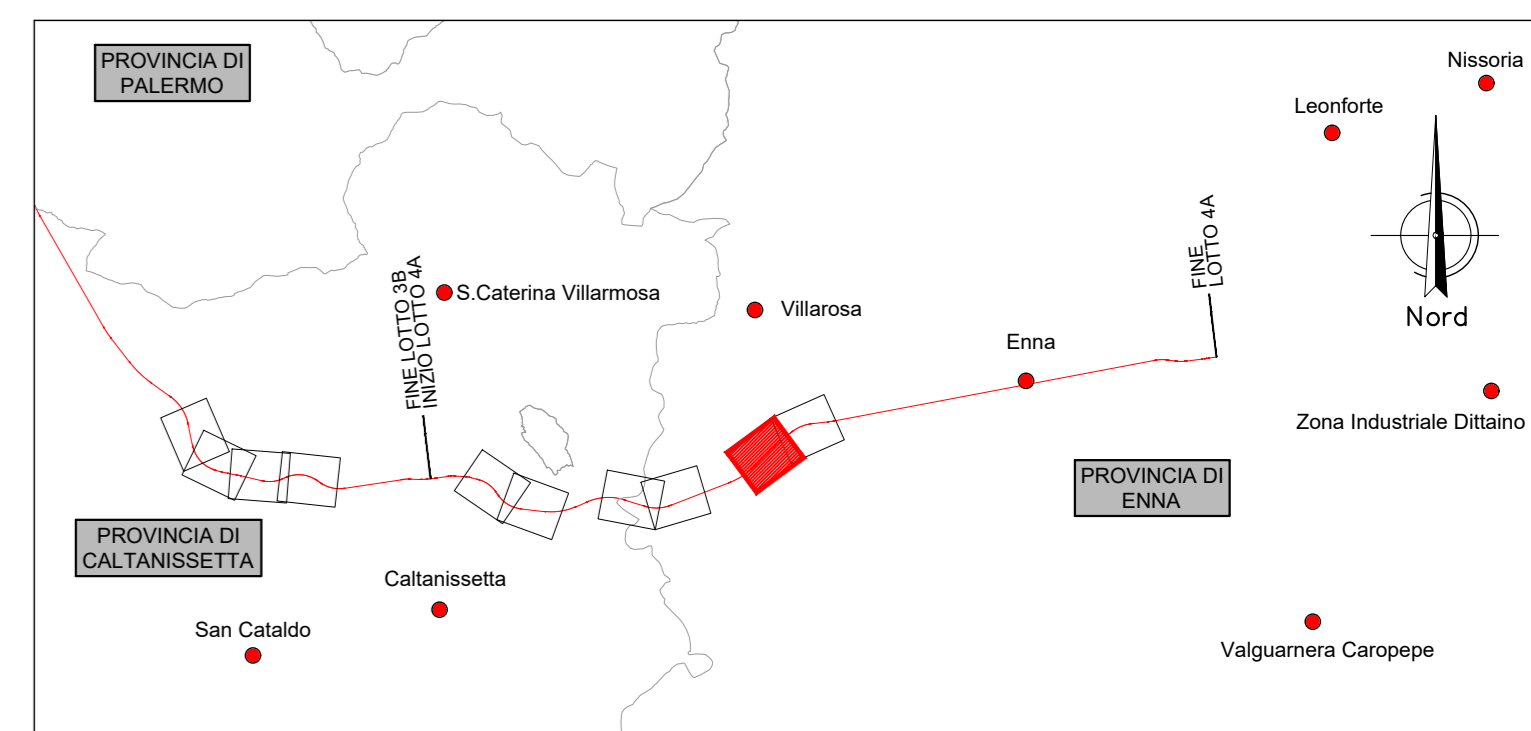 PROVINCIA DI
PALERMO
Nissoria
Leonforte
FINE LOTTO 3B
INIZIO LOTTO 4A
S.Caterina Villarmosa
Villarosa
Enna
FINE
LOTTO 4A
Nord
Zona Industriale Dittaino
PROVINCIA DI
ENNA
PROVINCIA DI
CALTANISSETTA
Caltanissetta
San Cataldo
Valguarnera Caropepe